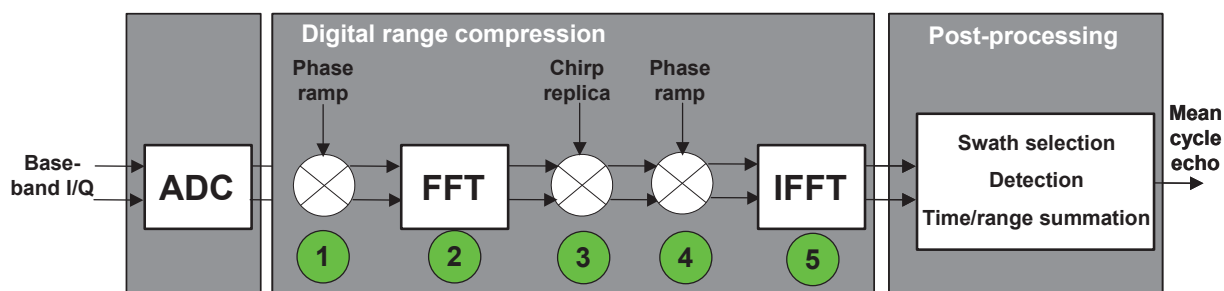 Digital range compression
Post-processing
Phase
ramp
Chirp
replica
Phase
ramp
Base-
band I/Q
ADC
FFT
IFFT
Swath selection
Detection
Time/range summation
Mean
cycle
echo
1
2
3
4
5